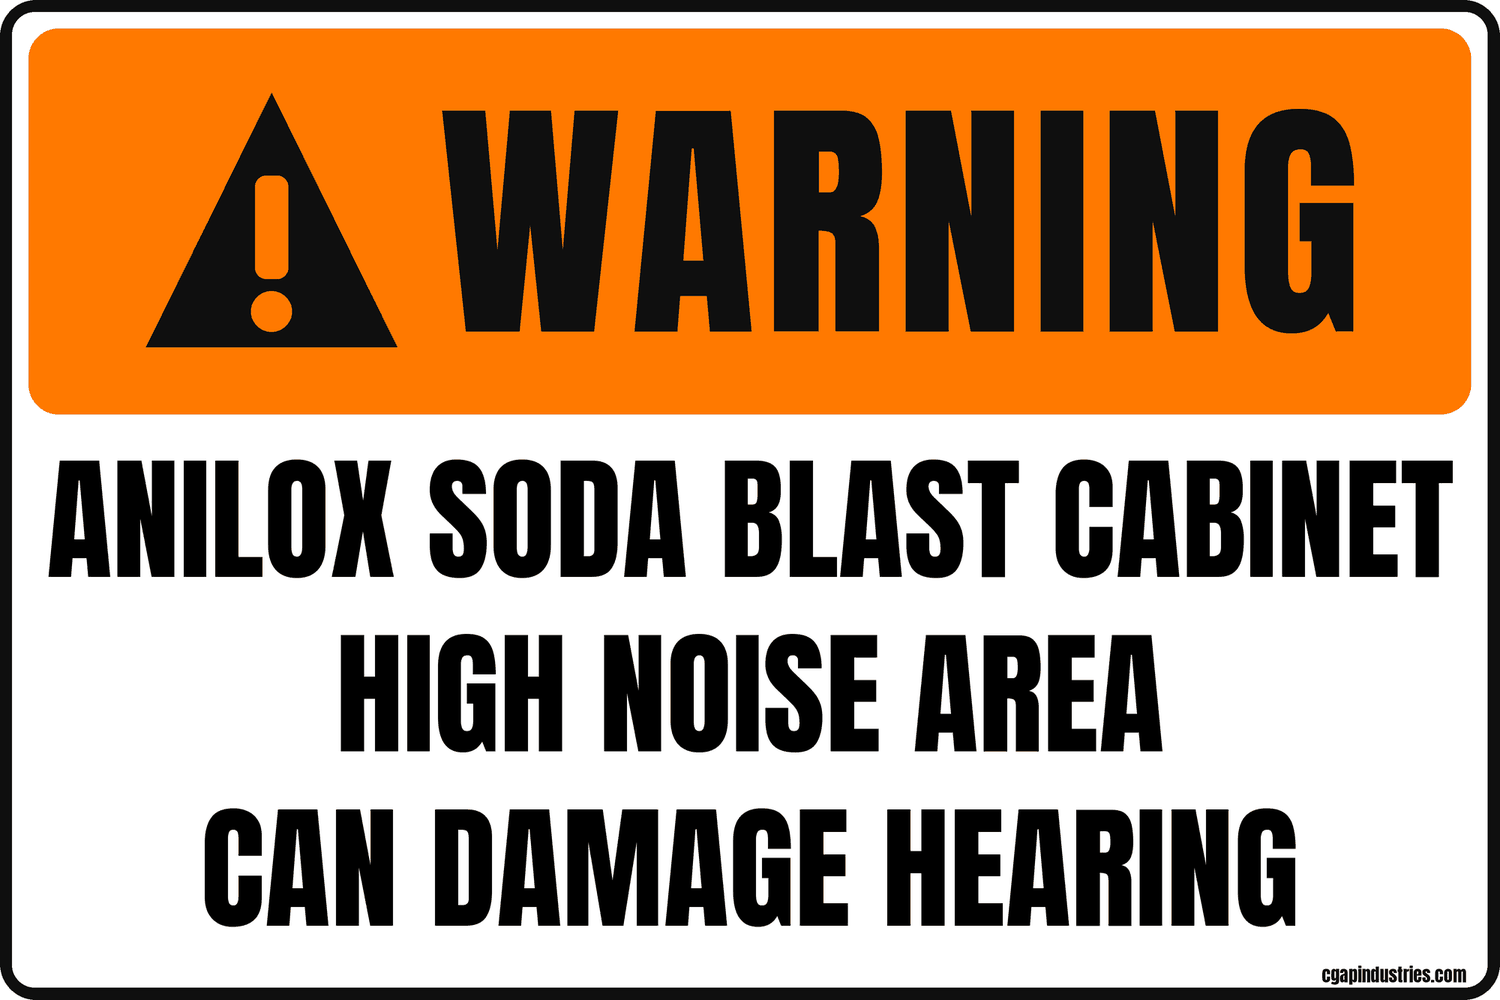 WARNING
ANILOX SODA BLAST CABINET
HIGH NOISE AREA
CAN DAMAGE HEARING
cgapindustries.com